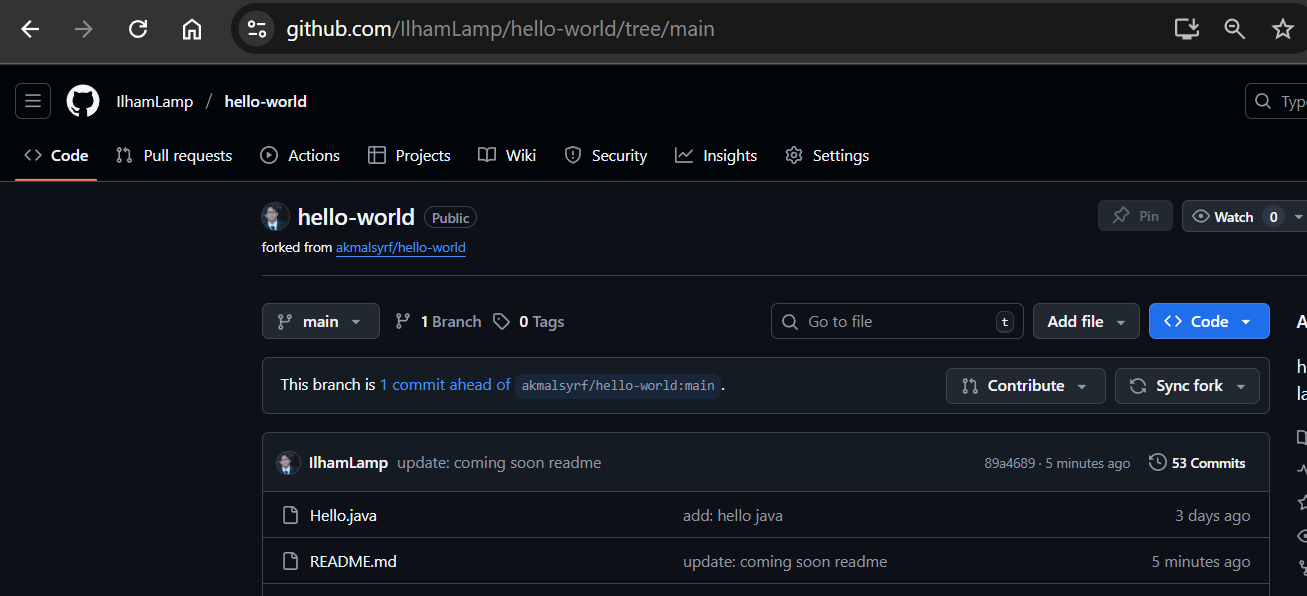 github.com/IlhamLamp/hello-world/tree/main
IlhamLamp / hello-world
Code Pull requests Actions Projects Wiki Security Insights Settings
hello-world Public Pin Watch 0
forked from akmalsyrf/hello-world
main 1 Branch 0 Tags Go to file t Add file Code
This branch is 1 commit ahead of akmalsyrf/hello-world:main . Contribute Sync fork
IlhamLamp update: coming soon readme 89a4689 · 5 minutes ago 53 Commits
Hello.java add: hello java 3 days ago
README.md update: coming soon readme 5 minutes ago